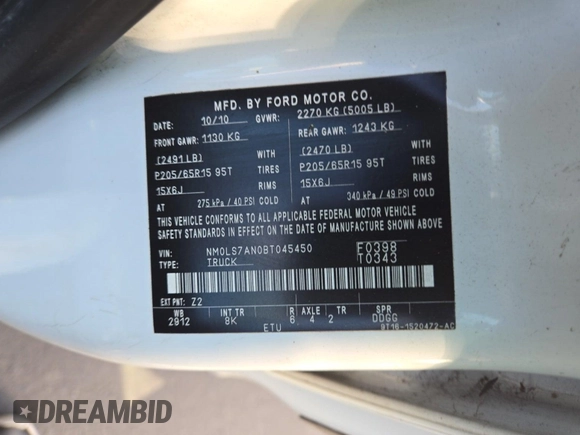 MFD. BY FORD MOTOR CO.
DATE: 10/10 GVWR: 2270 KG (5005 LB)
FRONT GAWR: 1130 KG REAR GAWR: 1243 KG
(2491 LB) WITH (2470 LB) WITH
P205/65R15 95T TIRES P205/65R15 95T TIRES
15X6J RIMS 15X6J RIMS
AT 275 kPa / 40 PSI COLD AT 340 kPa / 49 PSI COLD
THIS VEHICLE CONFORMS TO ALL APPLICABLE FEDERAL MOTOR VEHICLE
SAFETY STANDARDS IN EFFECT ON THE DATE OF MANUFACTURE SHOWN ABOVE.
VIN: NM0LS7AN0BT045450 F0398
TYPE: TRUCK T0343
EXT PNT: Z2
WB INT TR R AXLE TR SPR
2912 8K 6 4 2 DDGG
ETU 9T16-1520472-AC
DREAMBID